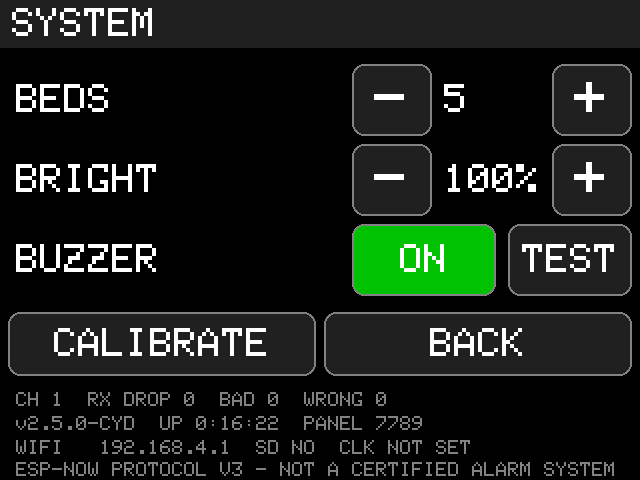 SYSTEM
BEDS − 5 +
BRIGHT − 100% +
BUZZER ON TEST
CALIBRATE BACK
CH 1 RX DROP 0 BAD 0 WRONG 0
v2.5.0-CYD UP 0:16:22 PANEL 7789
WIFI 192.168.4.1 SD NO CLK NOT SET
ESP-NOW PROTOCOL V3 - NOT A CERTIFIED ALARM SYSTEM